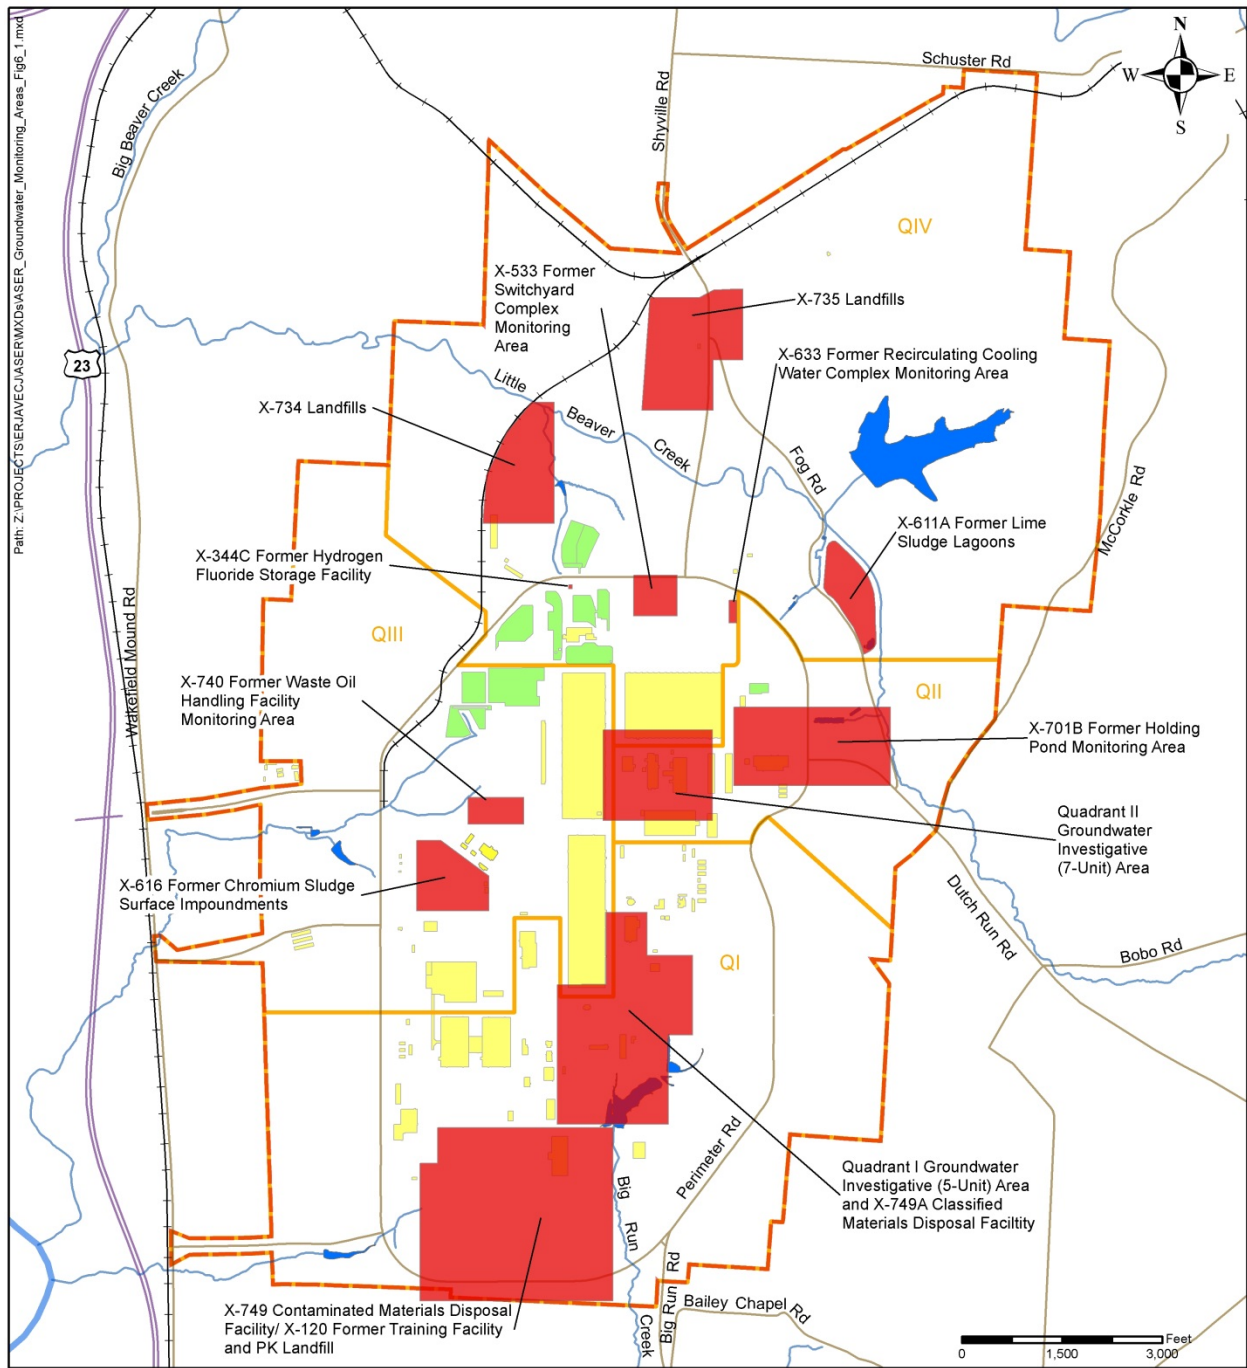 Path: Z:\PROJECTS\ERJAVECJ\ASER\MXDs\ASER_Groundwater_Monitoring_Areas_Fig6_1.mxd
N
W
E
S
Schuster Rd
Shyville Rd
Big Beaver Creek
QIV
X-533 Former
Switchyard
Complex
Monitoring
Area
X-735 Landfills
23
X-633 Former Recirculating Cooling
Water Complex Monitoring Area
Little
Beaver
Creek
X-734 Landfills
Fog Rd
McCorkle Rd
X-611A Former Lime
Sludge Lagoons
X-344C Former Hydrogen
Fluoride Storage Facility
Wakefield Mound Rd
QIII
QII
X-740 Former Waste Oil
Handling Facility
Monitoring Area
X-701B Former Holding
Pond Monitoring Area
Quadrant II
Groundwater
Investigative
(7-Unit) Area
X-616 Former Chromium Sludge
Surface Impoundments
Dutch Run Rd
Bobo Rd
QI
Perimeter Rd
Quadrant I Groundwater
Investigative (5-Unit) Area
and X-749A Classified
Materials Disposal Faciltity
Big
Run
Creek
Big Run Rd
Bailey Chapel Rd
X-749 Contaminated Materials Disposal
Facility/ X-120 Former Training Facility
and PK Landfill
Feet
0 1,500 3,000